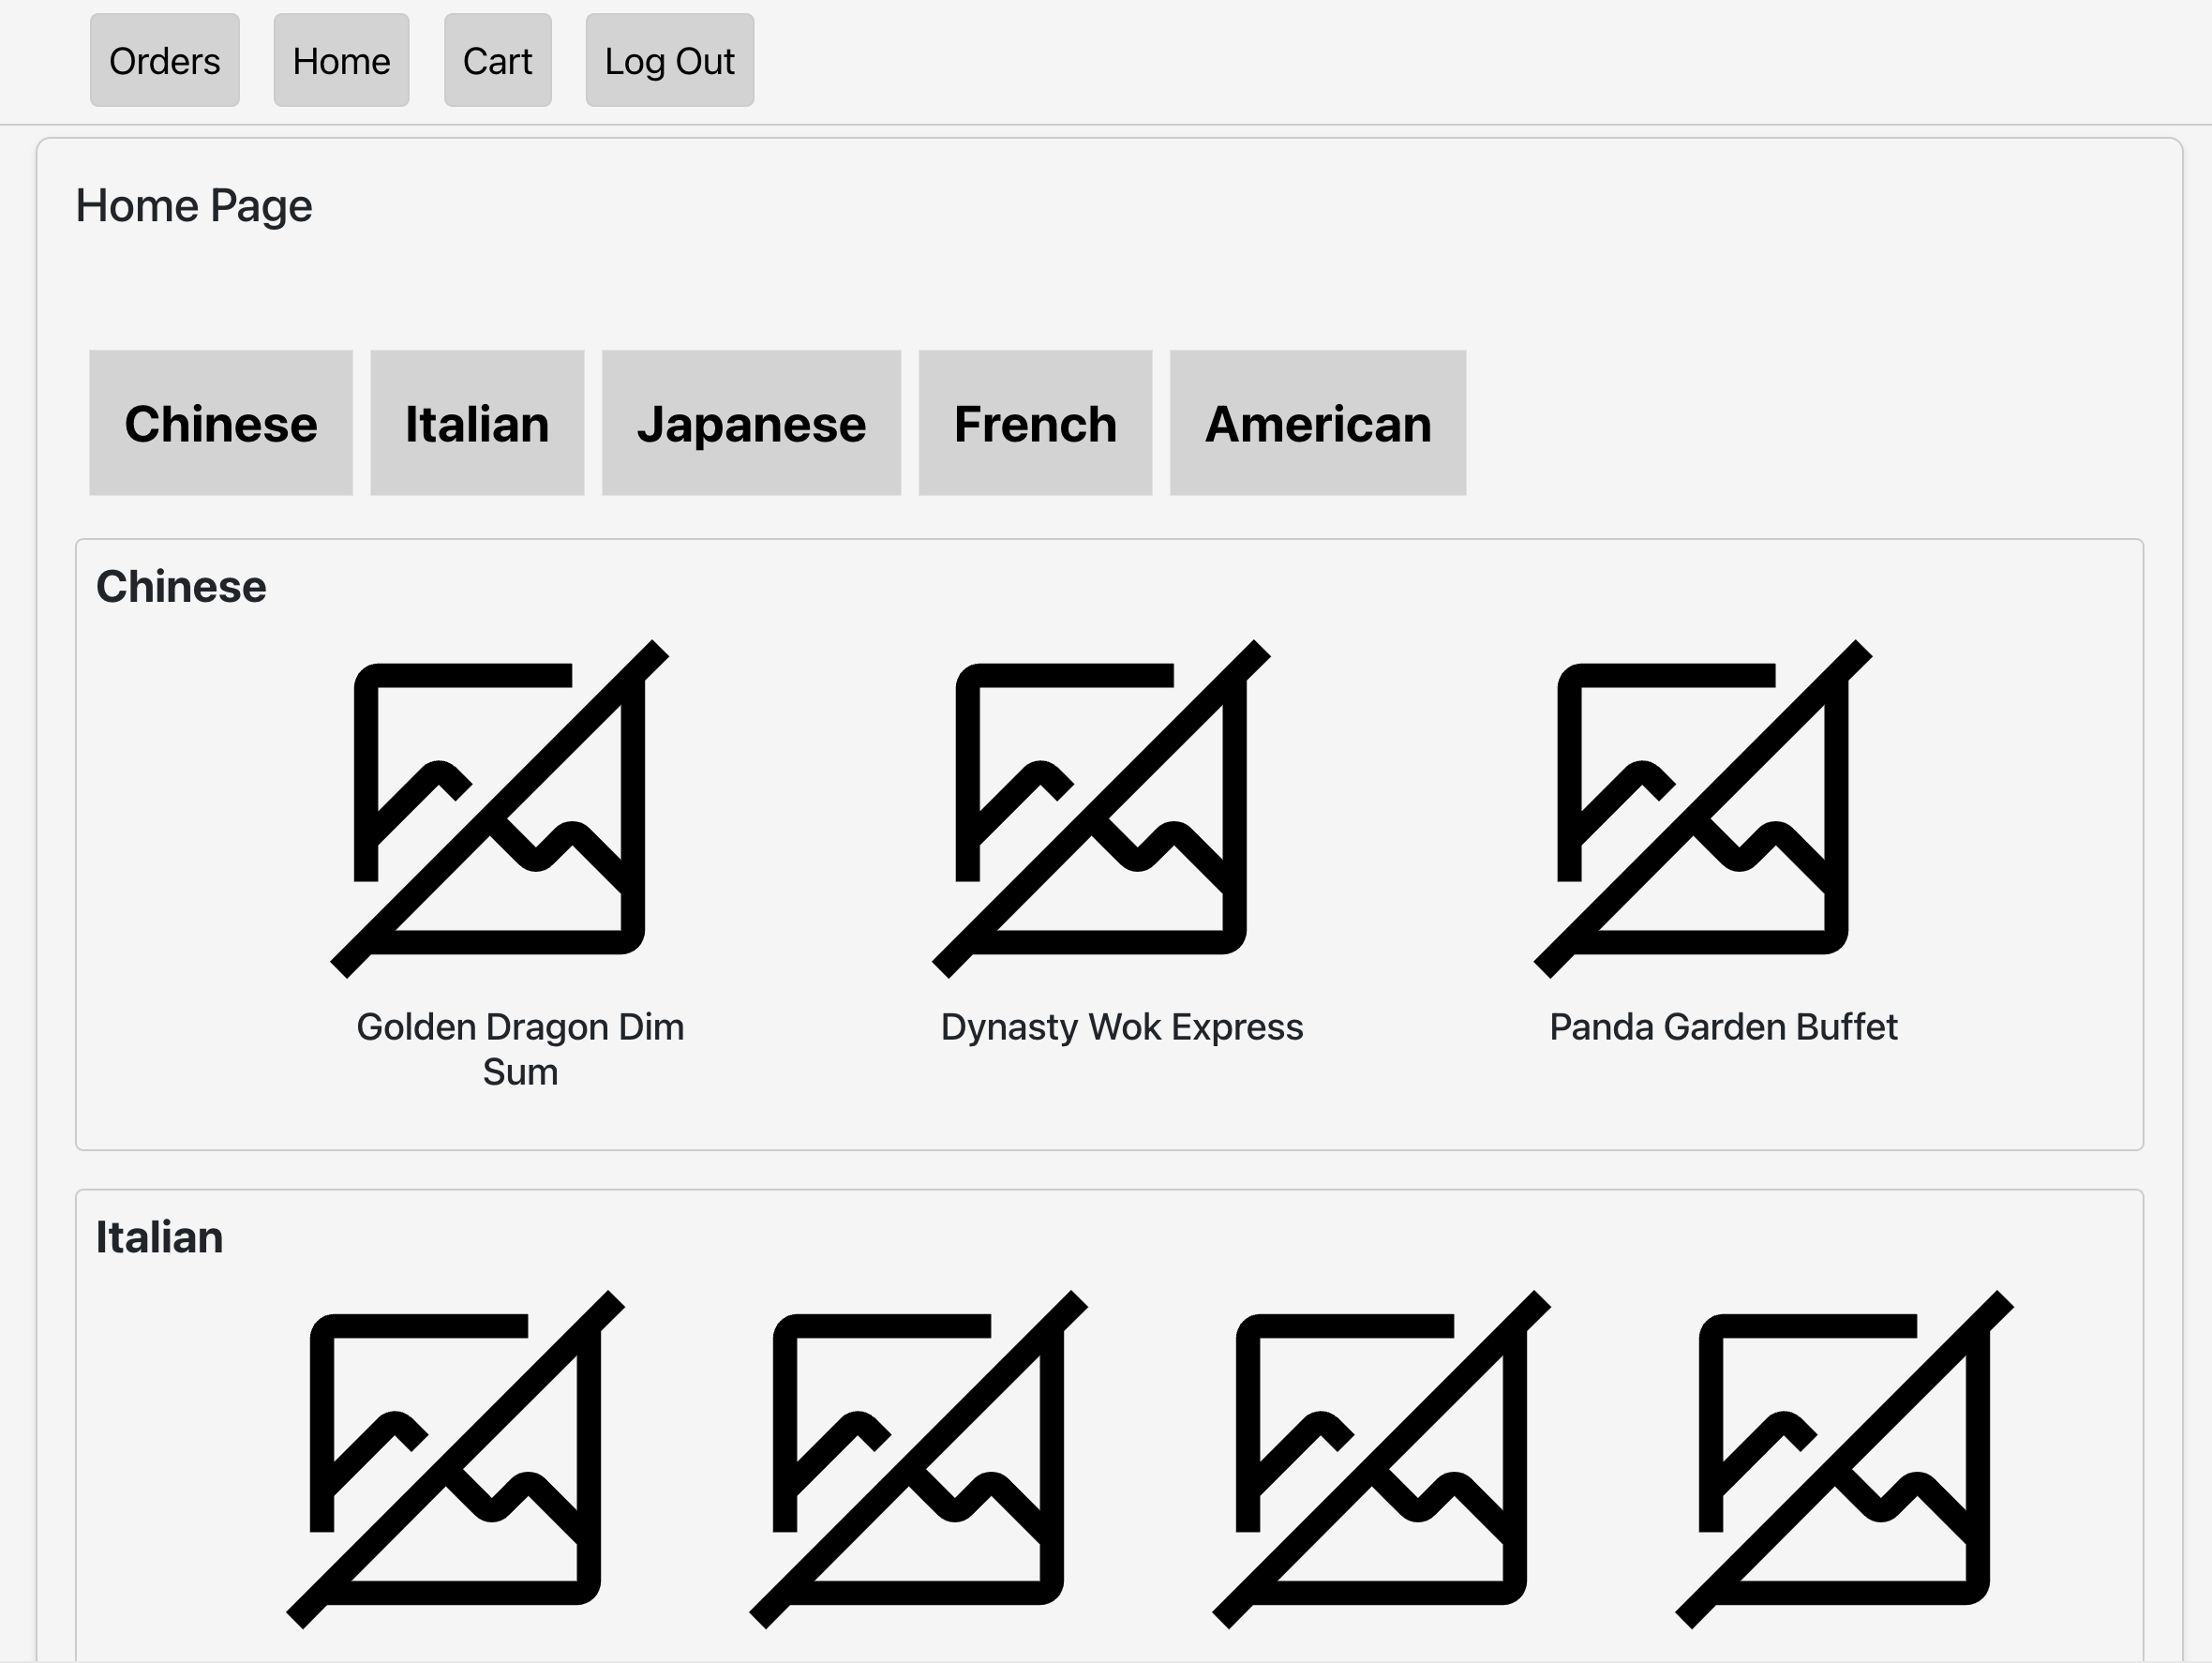 Orders Home Cart Log Out
Home Page
Chinese Italian Japanese French American
Chinese
Golden Dragon Dim Sum
Dynasty Wok Express
Panda Garden Buffet
Italian